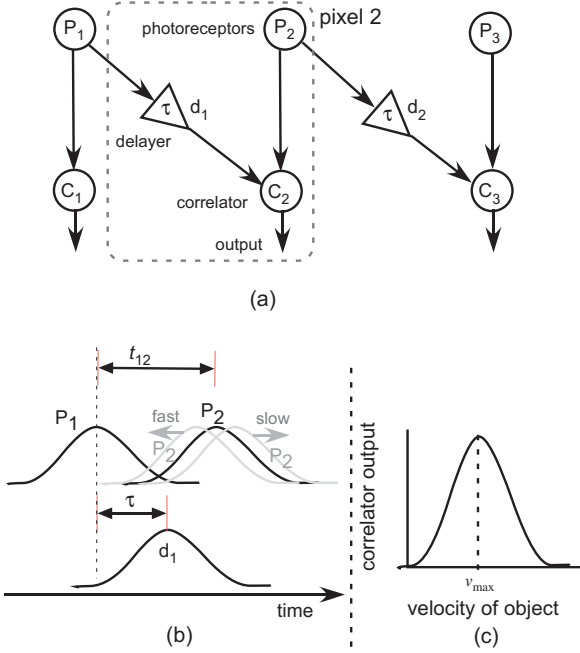 P1
photoreceptors
P2
pixel 2
P3
τ
d1
τ
d2
delayer
C1
correlator
C2
C3
output
(a)
t12
P1
fast
P2
slow
P2
P2
τ
d1
time
(b)
correlator output
vmax
velocity of object
(c)